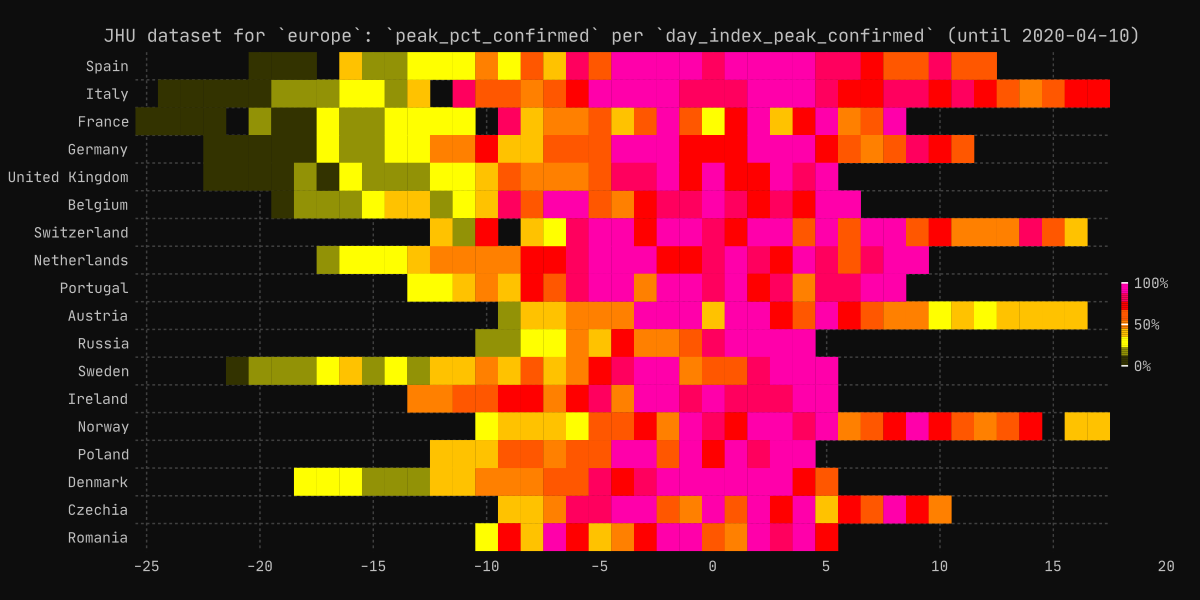 JHU dataset for `europe`: `peak_pct_confirmed` per `day_index_peak_confirmed` (until 2020-04-10)
Spain
Italy
France
Germany
United Kingdom
Belgium
Switzerland
Netherlands
Portugal
Austria
Russia
Sweden
Ireland
Norway
Poland
Denmark
Czechia
Romania
100%
50%
0%
-25 -20 -15 -10 -5 0 5 10 15 20